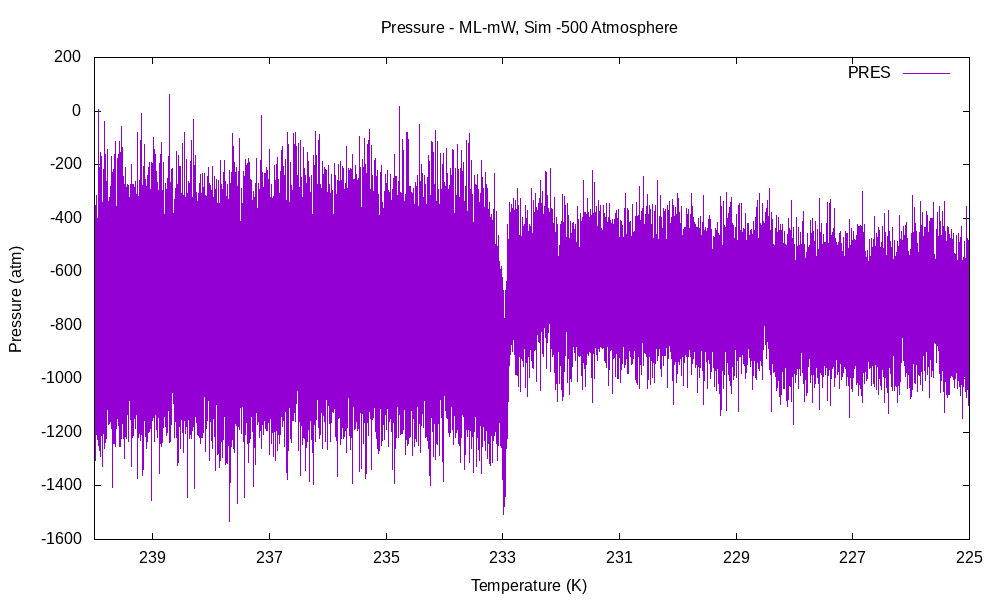 Pressure - ML-mW, Sim -500 Atmosphere
PRES
200
0
-200
-400
-600
-800
-1000
-1200
-1400
-1600
Pressure (atm)
239 237 235 233 231 229 227 225
Temperature (K)